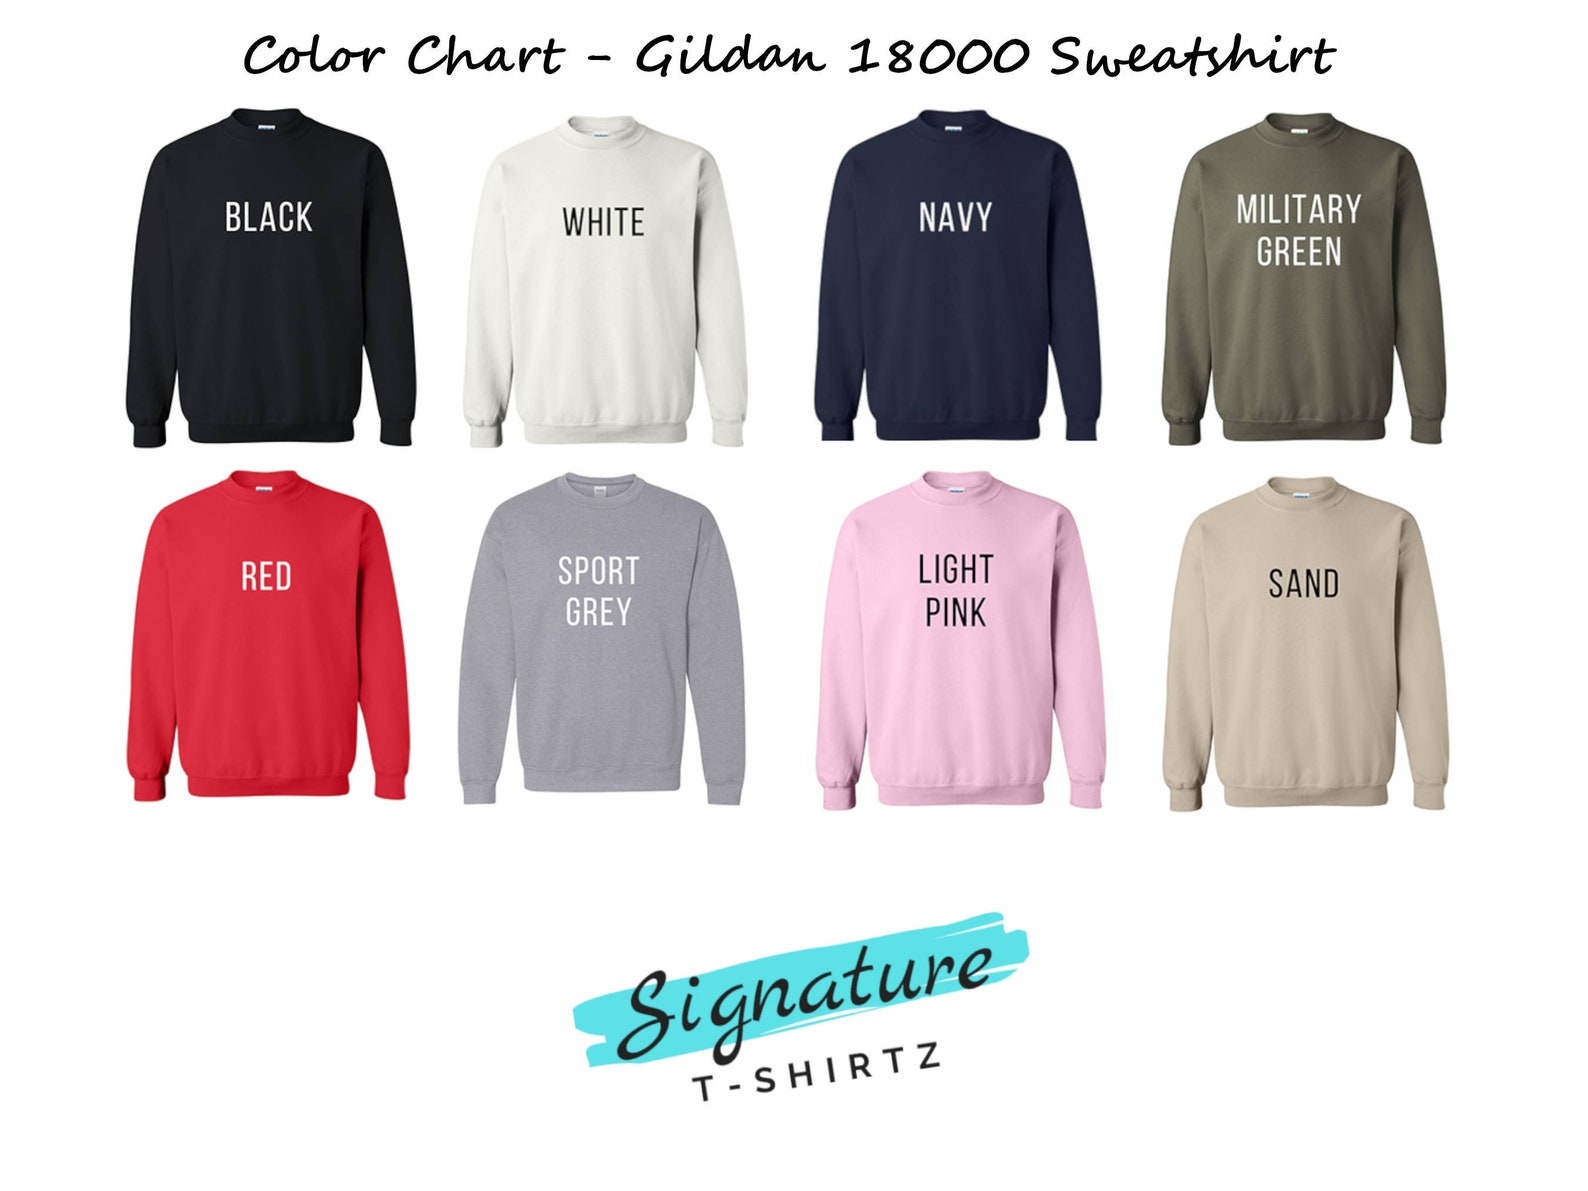 Color Chart - Gildan 18000 Sweatshirt
BLACK
WHITE
NAVY
MILITARY
GREEN
RED
SPORT
GREY
LIGHT
PINK
SAND
Signature
T-SHIRTZ